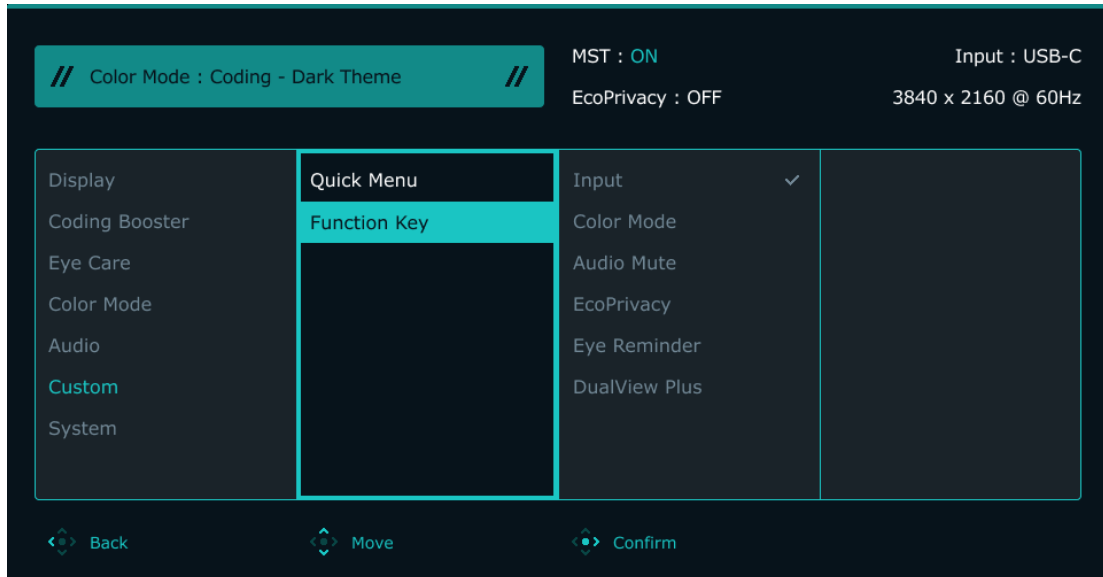 // Color Mode : Coding - Dark Theme //
MST : ON
Input : USB-C
EcoPrivacy : OFF
3840 x 2160 @ 60Hz
Display
Coding Booster
Eye Care
Color Mode
Audio
Custom
System
Quick Menu
Function Key
Input
Color Mode
Audio Mute
EcoPrivacy
Eye Reminder
DualView Plus
Back
Move
Confirm